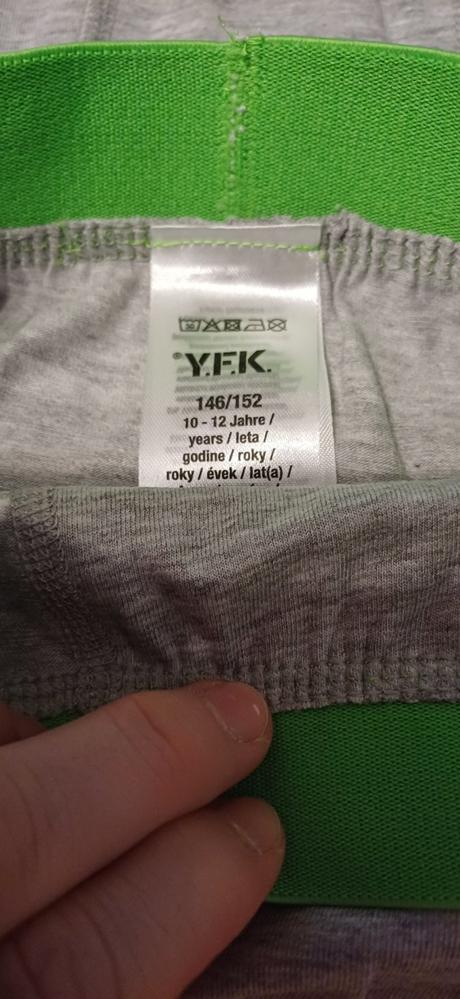 ®Y.F.K.
146/152
10 - 12 Jahre /
years / leta /
godine / roky /
roky / évek / lat(a) /